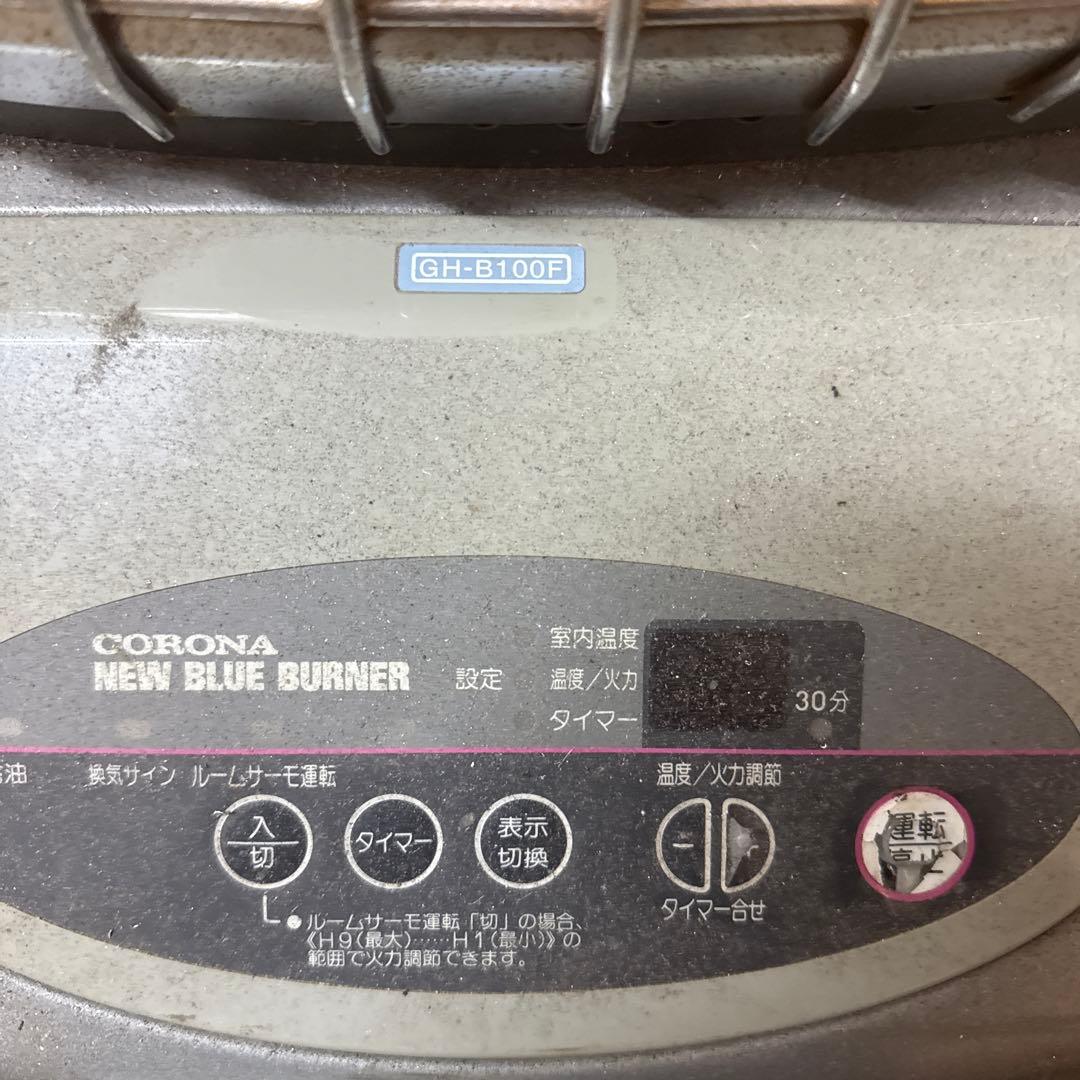 GH-B100F
CORONA
NEW BLUE BURNER
設定
室内温度
温度/火力
タイマー
30分
油
換気サイン
ルームサーモ運転
温度/火力調節
入
切
タイマー
表示
切換
－
運転
止
タイマー合せ
●ルームサーモ運転「切」の場合、
《H9(最大)……H1(最小)》の
範囲で火力調節できます。